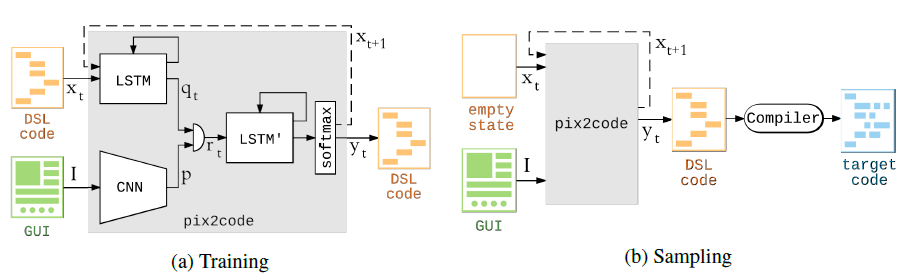 x_{t+1}
LSTM
x_t
q_t
DSL
code
LSTM'
r_t
softmax
y_t
DSL
code
I
CNN
p
GUI
pix2code
(a) Training
x_{t+1}
x_t
empty
state
pix2code
y_t
Compiler
DSL
code
target
code
I
GUI
(b) Sampling